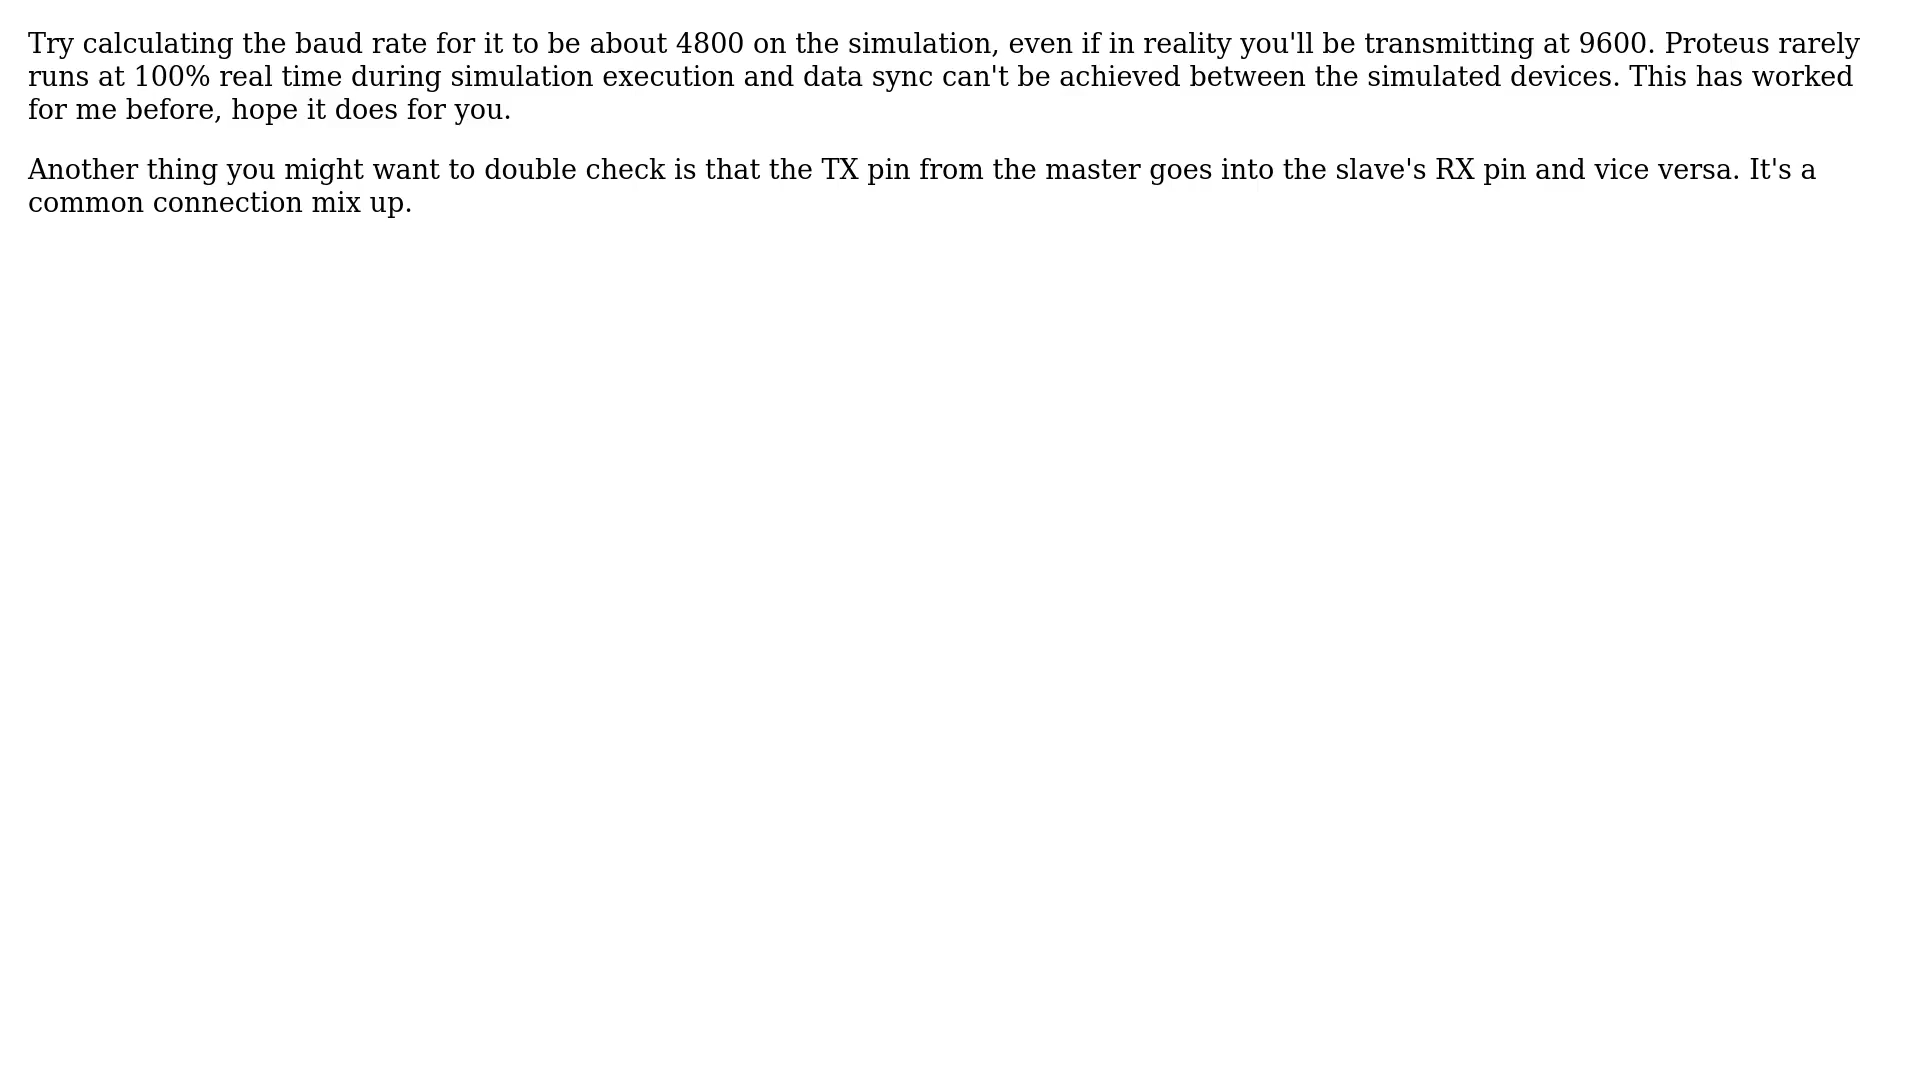 Try calculating the baud rate for it to be about 4800 on the simulation, even if in reality you'll be transmitting at 9600. Proteus rarely
runs at 100% real time during simulation execution and data sync can't be achieved between the simulated devices. This has worked
for me before, hope it does for you.
Another thing you might want to double check is that the TX pin from the master goes into the slave's RX pin and vice versa. It's a
common connection mix up.